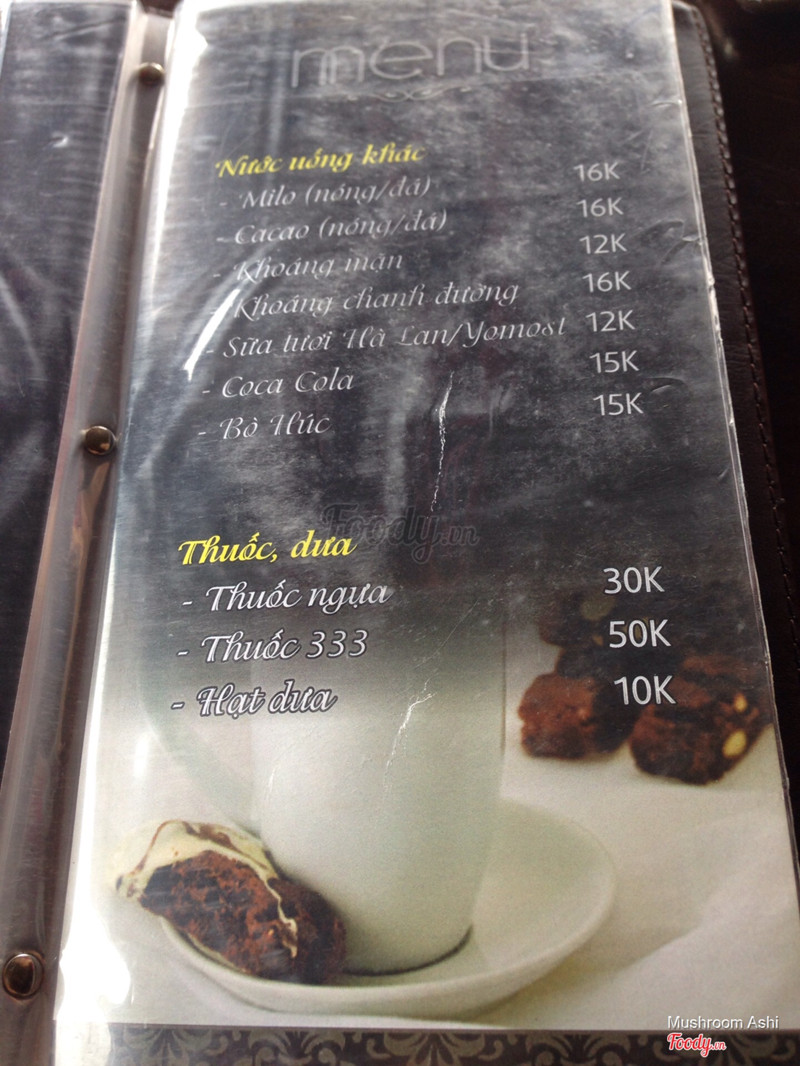 menu
Nước uống khác
- Milo (nóng/đá) 16K
- Cacao (nóng/đá) 16K
- Khoáng mặn 12K
Khoáng chanh đường 16K
- Sữa tươi Hà Lan/Yomost 12K
- Coca Cola 15K
- Bò Húc 15K
Foody.vn
Thuốc, dưa
- Thuốc ngựa 30K
- Thuốc 333 50K
- Hạt dưa 10K
Mushroom Ashi
Foody.vn